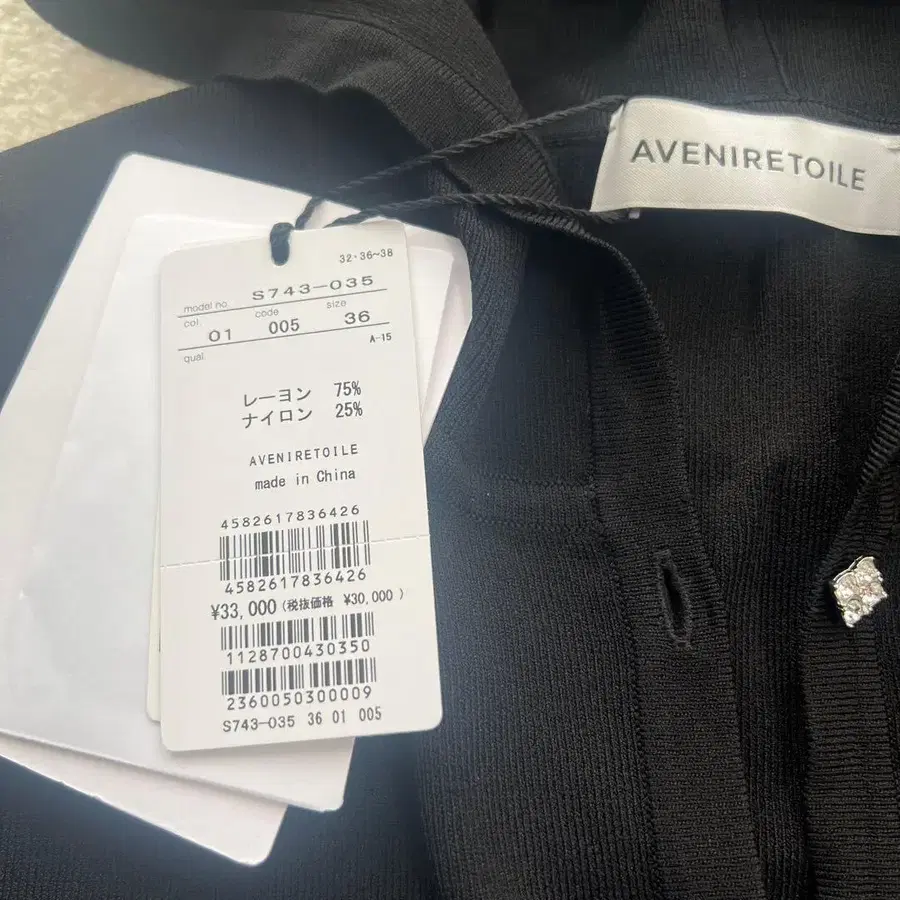 AVENIRETOILE
32・36~38
model no. S743-035
col. code size
01 005 36
A-15
qual.
レーヨン 75%
ナイロン 25%
AVENIRETOILE
made in China
4582617836426
4582617836426
¥33,000(税抜価格 ¥30,000 )
1128700430350
2360050300009
S743-035 36 01 005